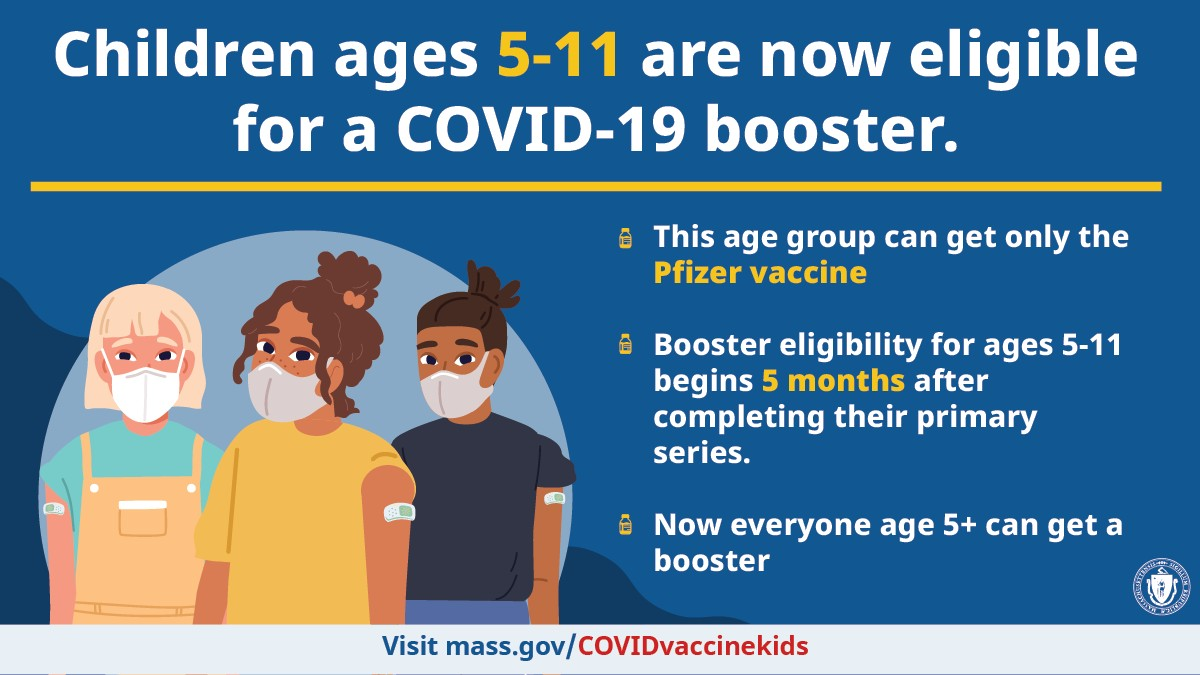 Children ages 5-11 are now eligible
for a COVID-19 booster.
This age group can get only the
Pfizer vaccine
Booster eligibility for ages 5-11
begins 5 months after
completing their primary
series.
Now everyone age 5+ can get a
booster
Visit mass.gov/COVIDvaccinekids